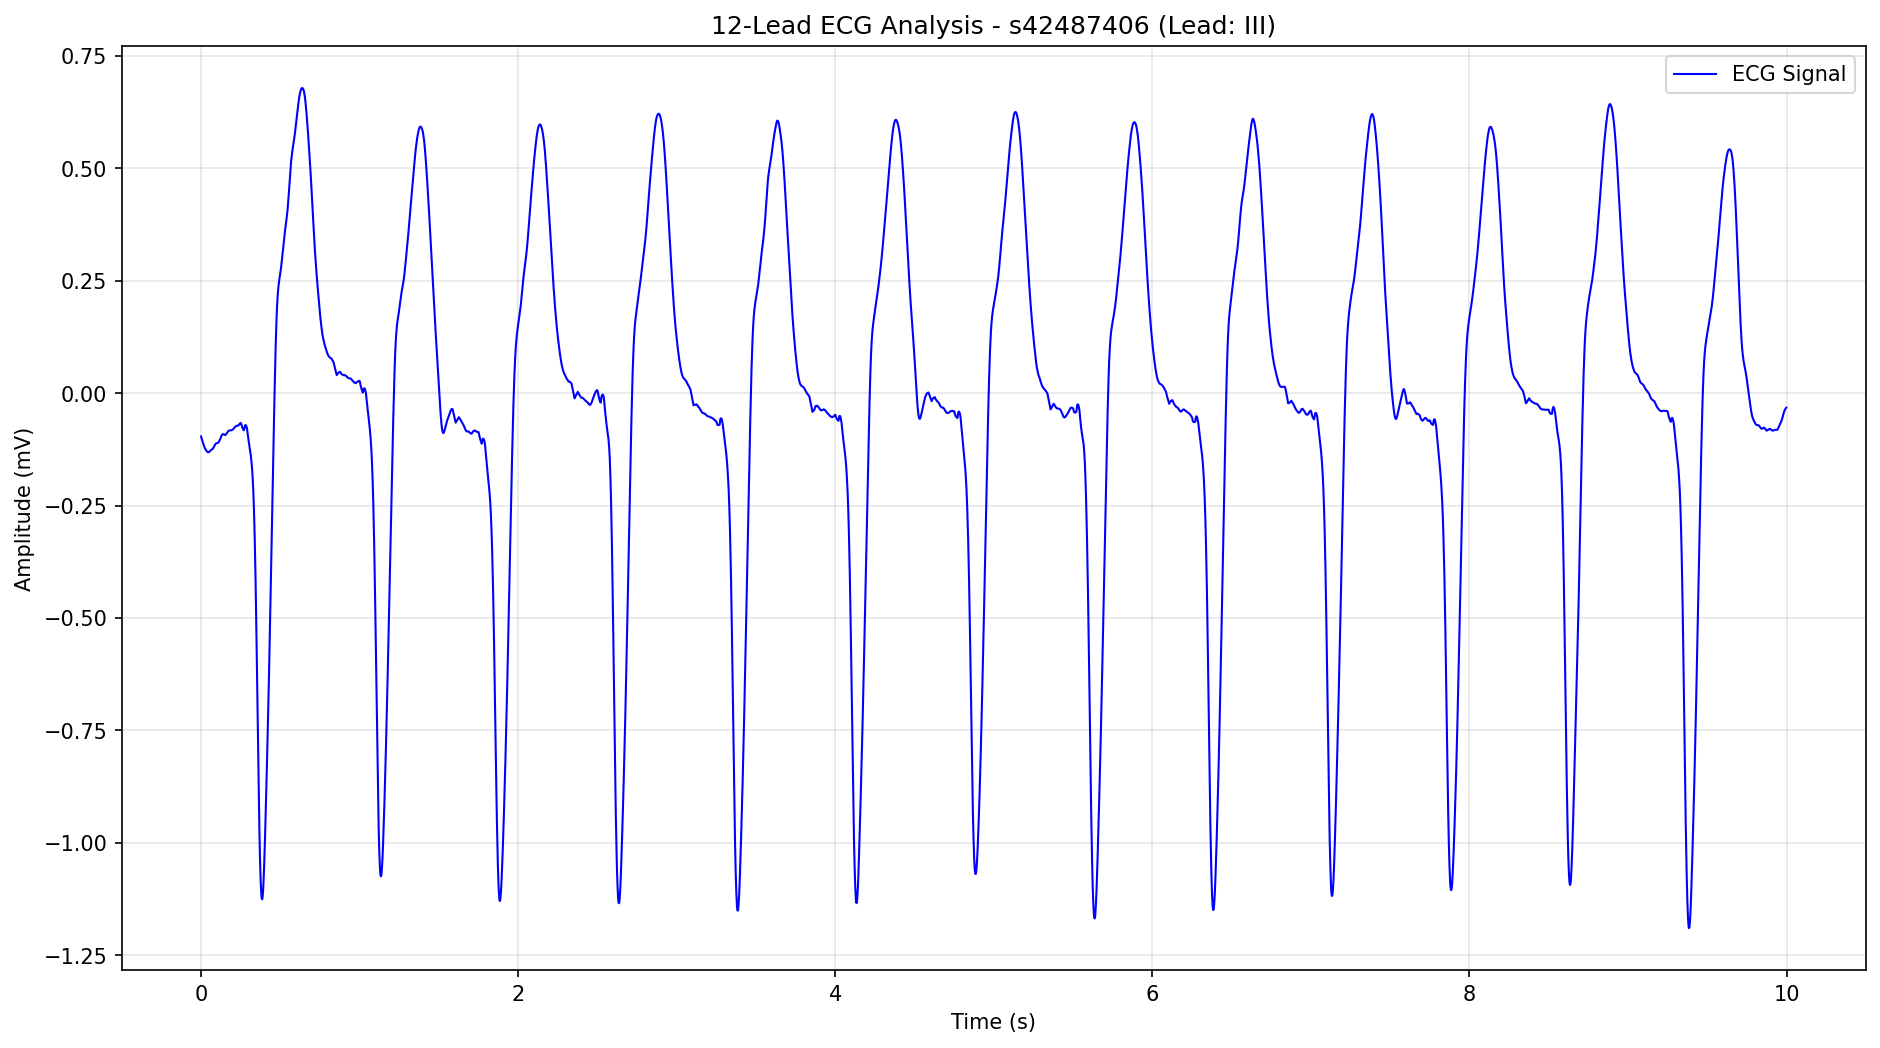 12-Lead ECG Analysis - s42487406 (Lead: III)
ECG Signal
0.75
0.50
0.25
0.00
−0.25
−0.50
−0.75
−1.00
−1.25
Amplitude (mV)
0 2 4 6 8 10
Time (s)